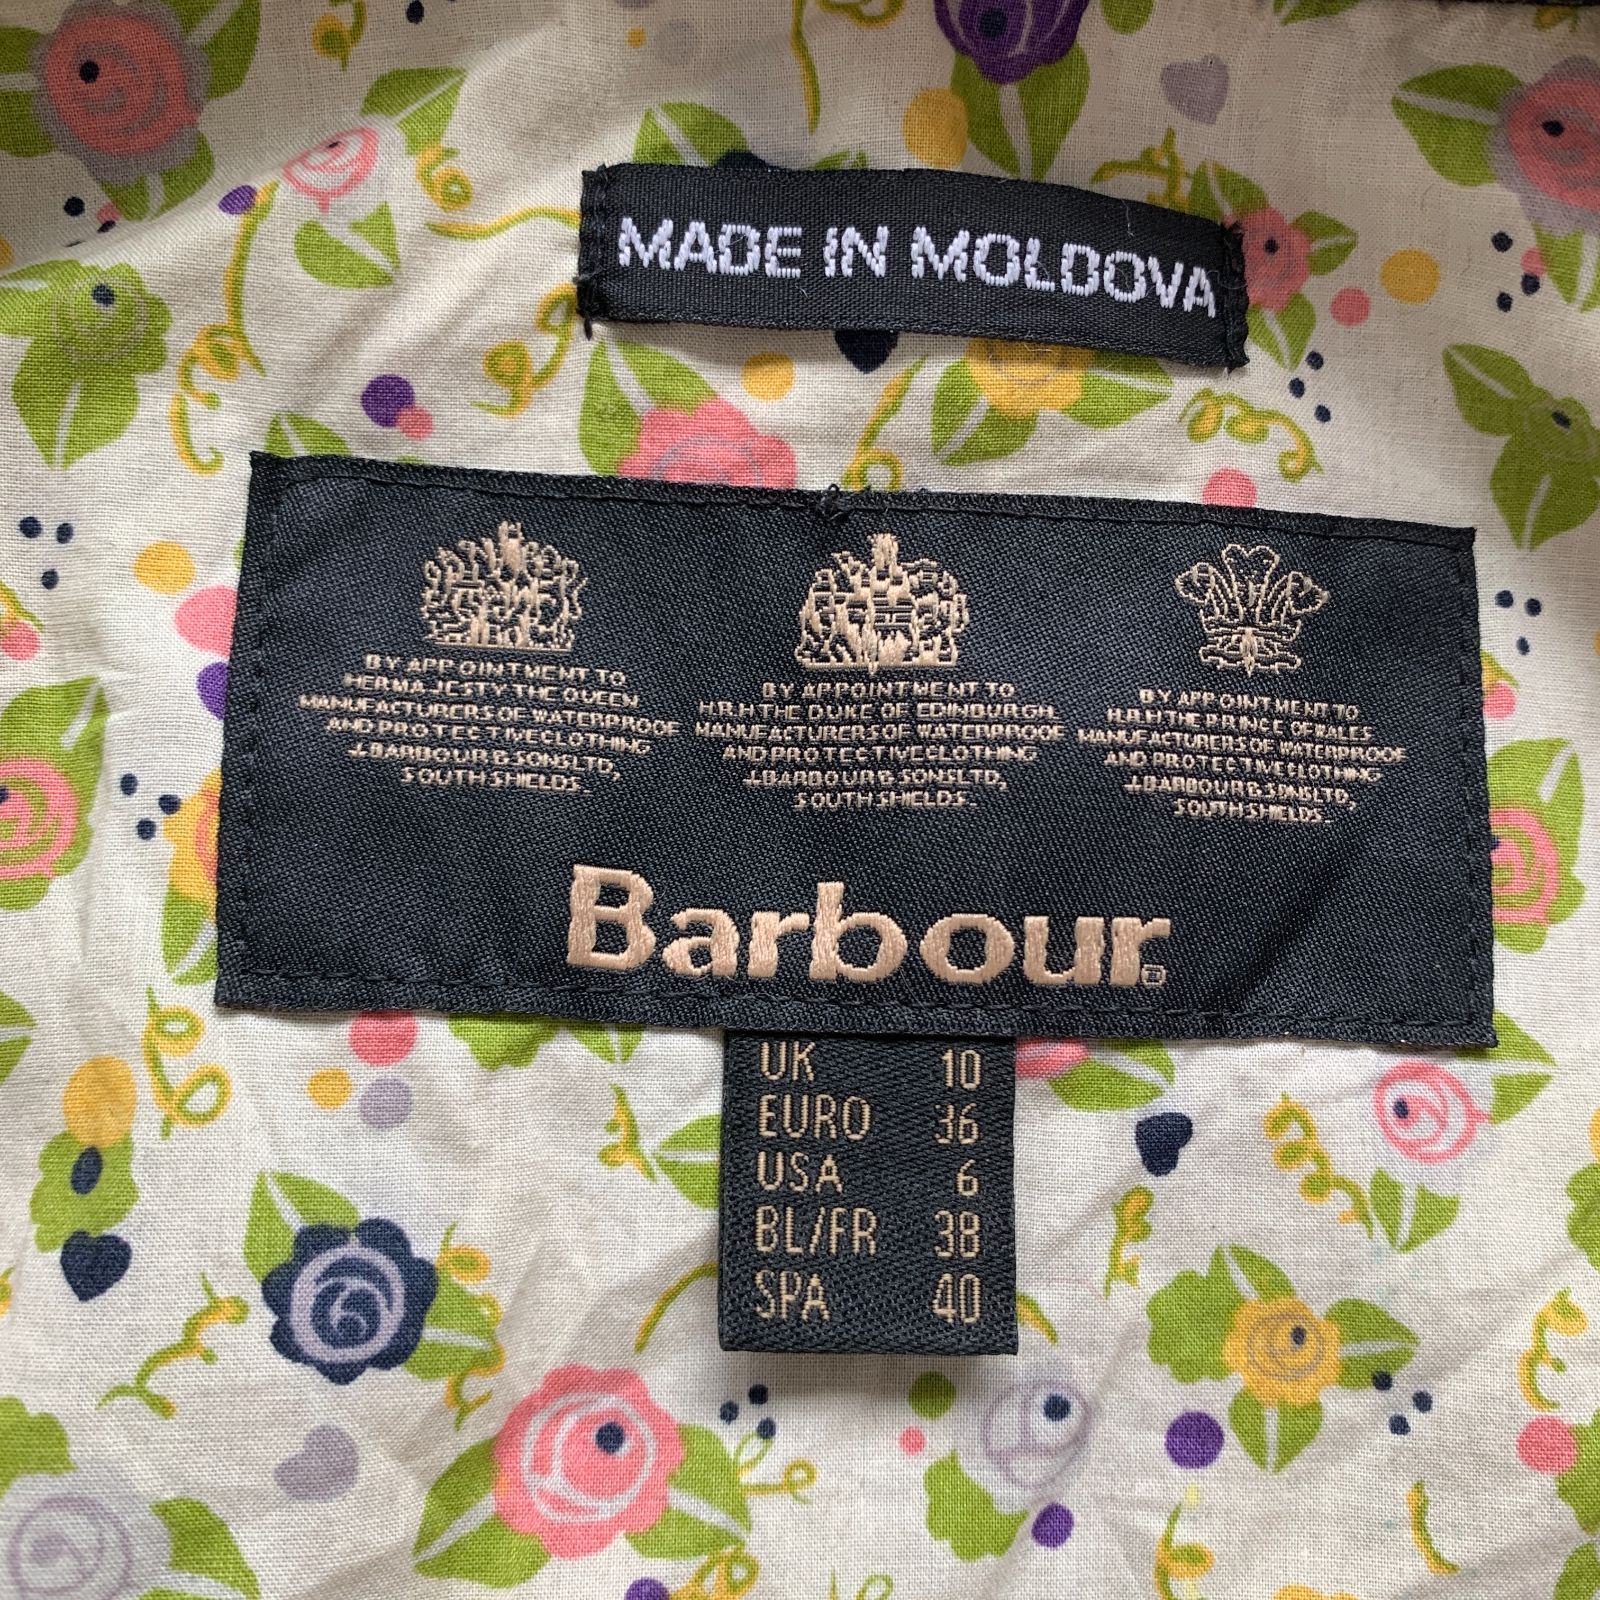 MADE IN MOLDOVA
BY APPOINTMENT TO
HER MAJESTY THE QUEEN
MANUFACTURERS OF WATERPROOF
AND PROTECTIVE CLOTHING
J.BARBOUR & SONS LTD,
SOUTH SHIELDS.
BY APPOINTMENT TO
H.R.H THE DUKE OF EDINBURGH
MANUFACTURERS OF WATERPROOF
AND PROTECTIVE CLOTHING
J.BARBOUR & SONS LTD,
SOUTH SHIELDS.
BY APPOINTMENT TO
H.R.H THE PRINCE OF WALES
MANUFACTURERS OF WATERPROOF
AND PROTECTIVE CLOTHING
J.BARBOUR & SONS LTD,
SOUTH SHIELDS.
Barbour®
UK 10
EURO 36
USA 6
BL/FR 38
SPA 40